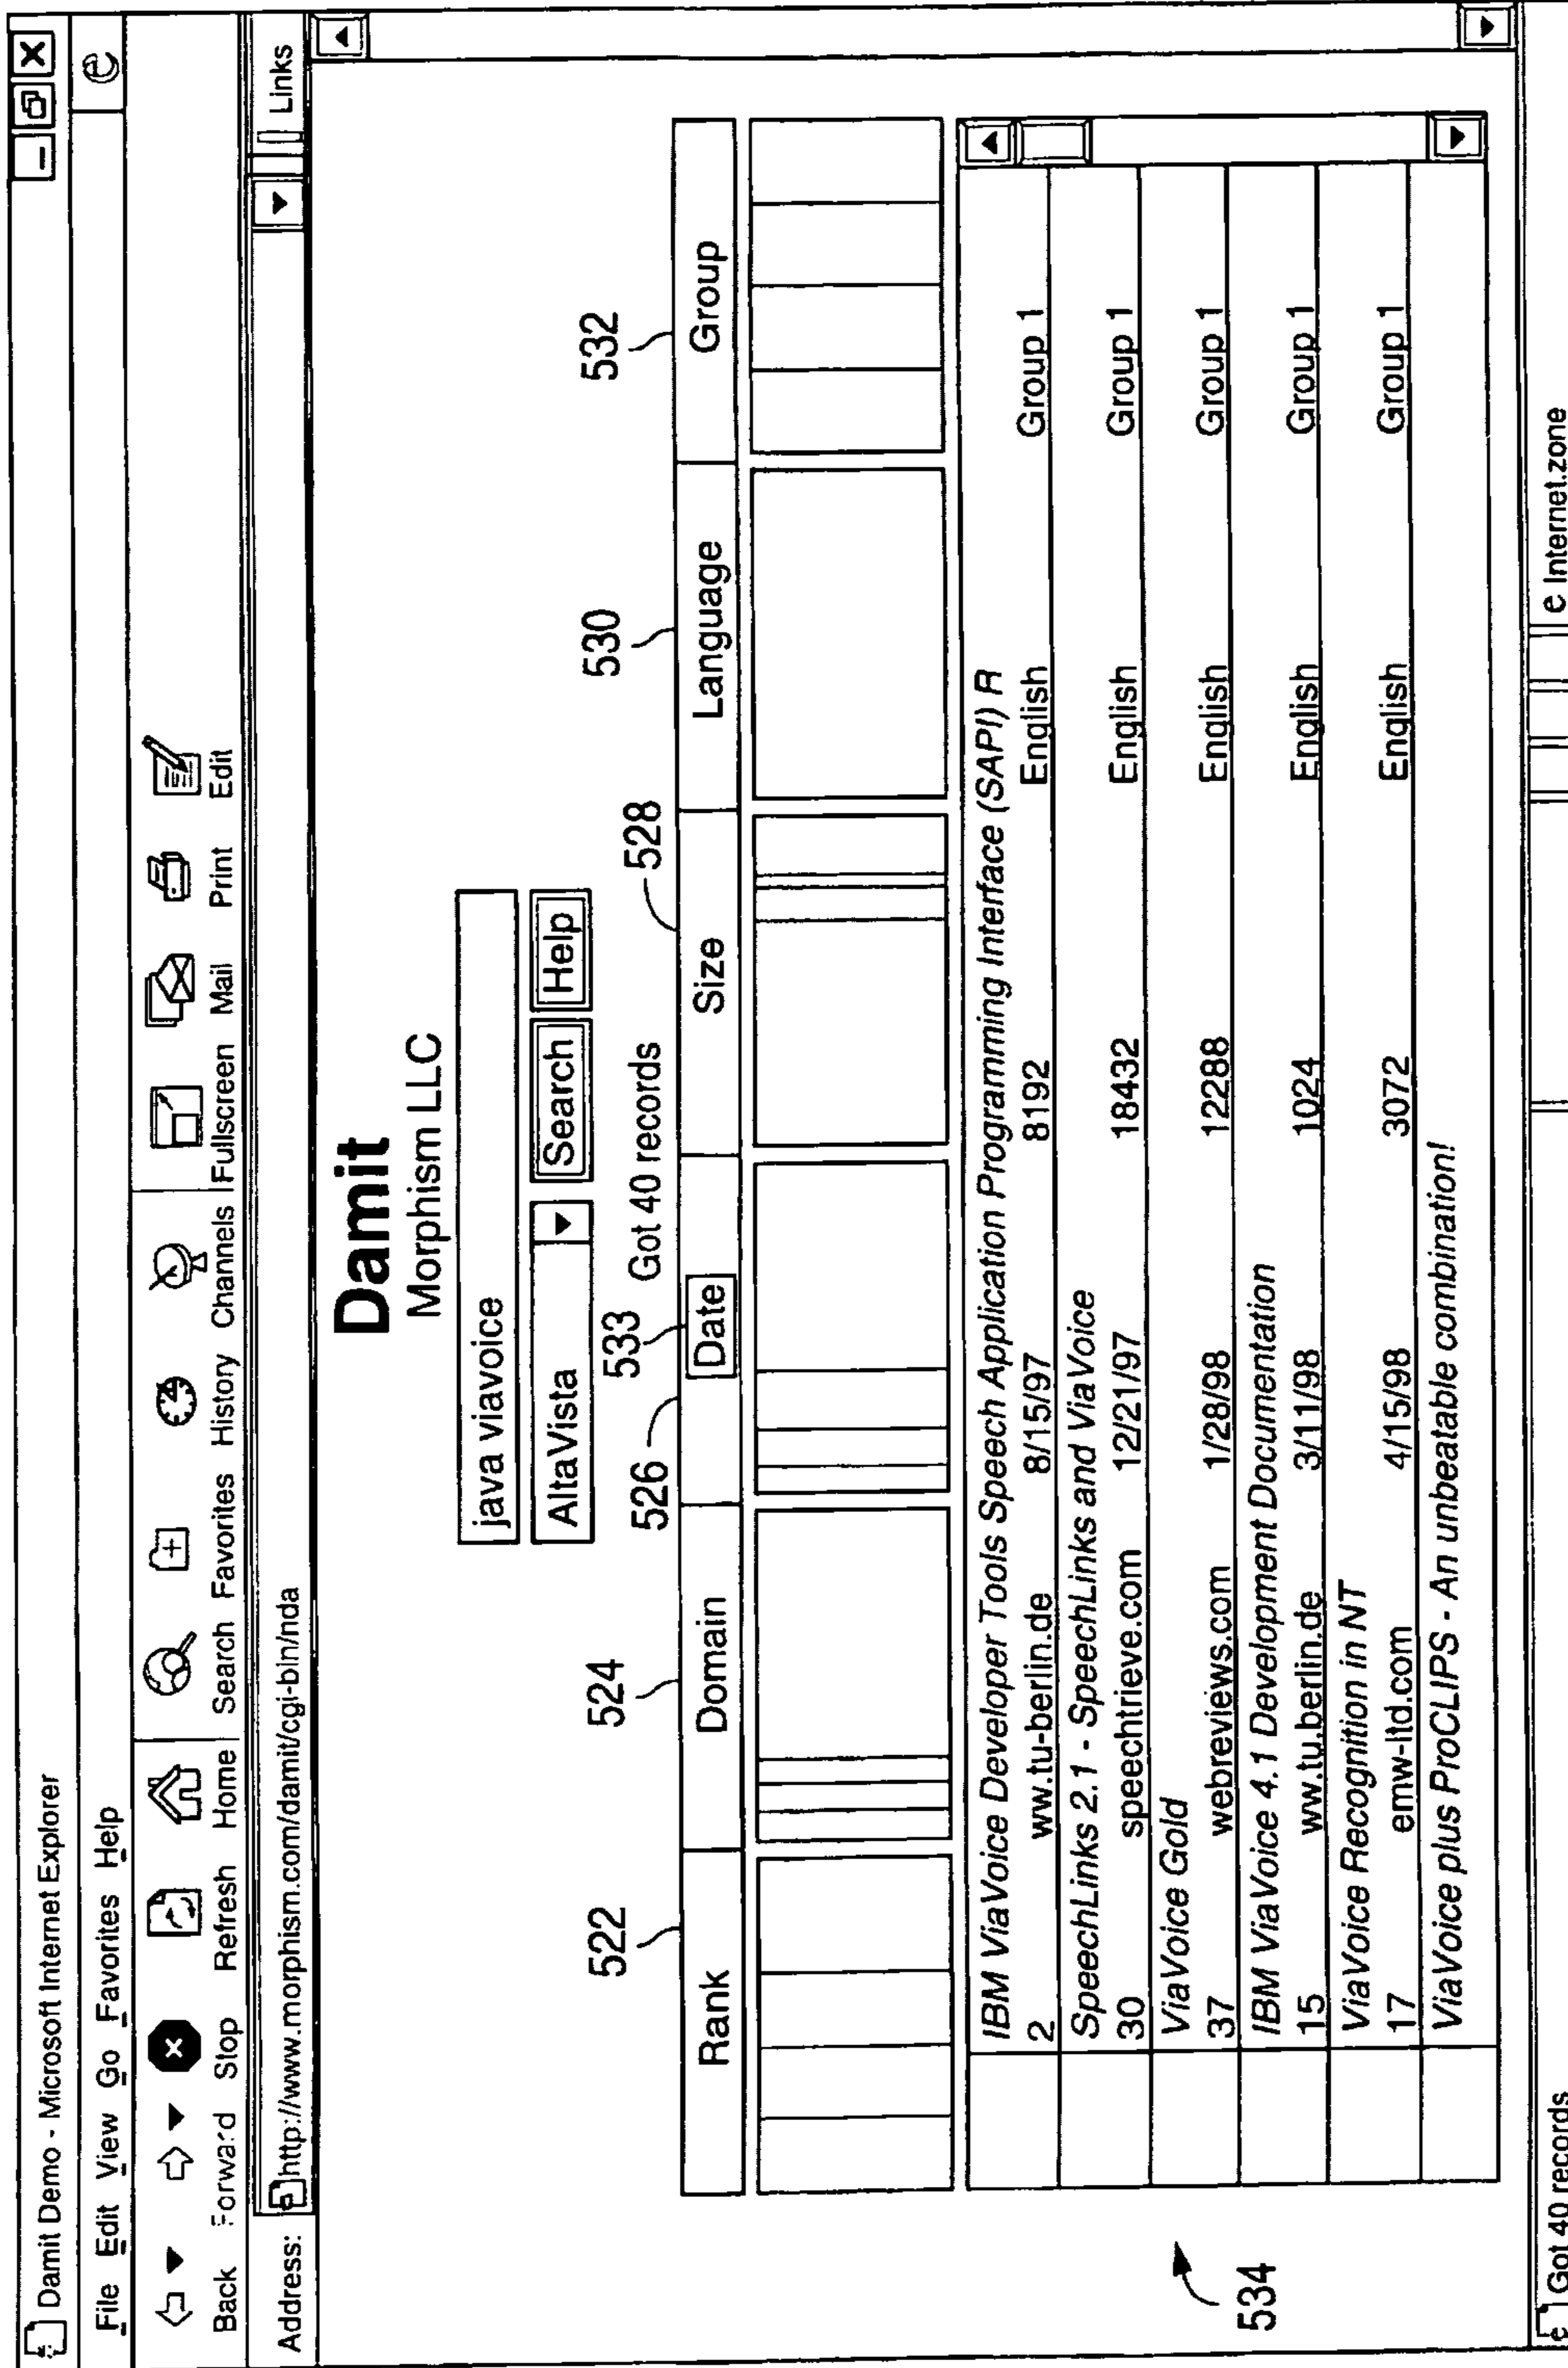 Damit Demo - Microsoft Internet Explorer
File Edit View Go Favorites Help
Back Forward Stop Refresh Home Search Favorites History Channels Fullscreen Mail Print Edit
Address: http://www.morphism.com/damit/cgi-bin/nda Links
Damit
Morphism LLC
java viavoice
AltaVista Search Help
Got 40 records
522 524 526 533 528 530 532
Rank Domain Date Size Language Group
IBM ViaVoice Developer Tools Speech Application Programming Interface (SAPI) R
2 ww.tu-berlin.de 8/15/97 8192 English Group 1
SpeechLinks 2.1 - SpeechLinks and ViaVoice
30 speechtrieve.com 12/21/97 18432 English Group 1
ViaVoice Gold
37 webreviews.com 1/28/98 12288 English Group 1
IBM ViaVoice 4.1 Development Documentation
15 ww.tu.berlin.de 3/11/98 1024 English Group 1
ViaVoice Recognition in NT
17 emw-ltd.com 4/15/98 3072 English Group 1
ViaVoice plus ProCLIPS - An unbeatable combination!
534
Got 40 records e Internet.zone